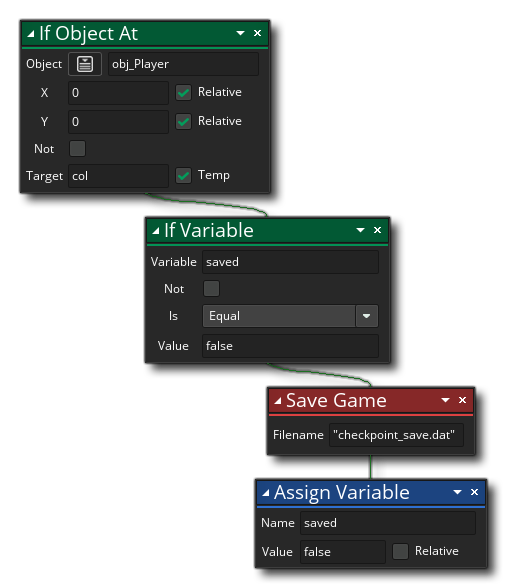 If Object At
Object obj_Player
X 0 Relative
Y 0 Relative
Not
Target col Temp
If Variable
Variable saved
Not
Is Equal
Value false
Save Game
Filename "checkpoint_save.dat"
Assign Variable
Name saved
Value false Relative